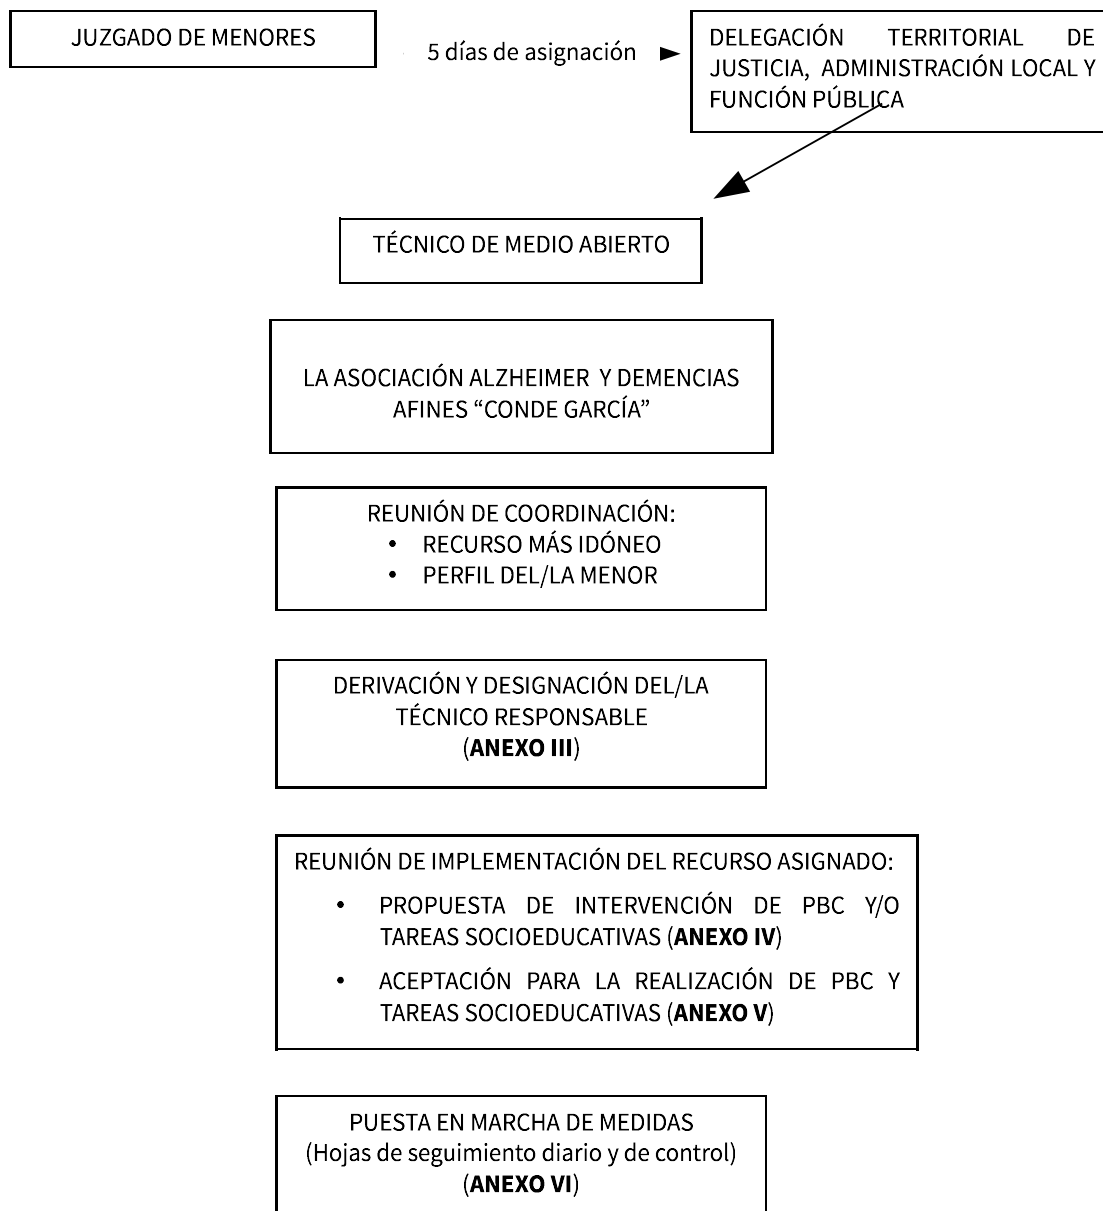 JUZGADO DE MENORES
5 días de asignación
DELEGACIÓN TERRITORIAL DE
JUSTICIA, ADMINISTRACIÓN LOCAL Y
FUNCIÓN PÚBLICA
TÉCNICO DE MEDIO ABIERTO
LA ASOCIACIÓN ALZHEIMER Y DEMENCIAS
AFINES “CONDE GARCÍA”
REUNIÓN DE COORDINACIÓN:
• RECURSO MÁS IDÓNEO
• PERFIL DEL/LA MENOR
DERIVACIÓN Y DESIGNACIÓN DEL/LA
TÉCNICO RESPONSABLE
(ANEXO III)
REUNIÓN DE IMPLEMENTACIÓN DEL RECURSO ASIGNADO:
• PROPUESTA DE INTERVENCIÓN DE PBC Y/O
TAREAS SOCIOEDUCATIVAS (ANEXO IV)
• ACEPTACIÓN PARA LA REALIZACIÓN DE PBC Y
TAREAS SOCIOEDUCATIVAS (ANEXO V)
PUESTA EN MARCHA DE MEDIDAS
(Hojas de seguimiento diario y de control)
(ANEXO VI)